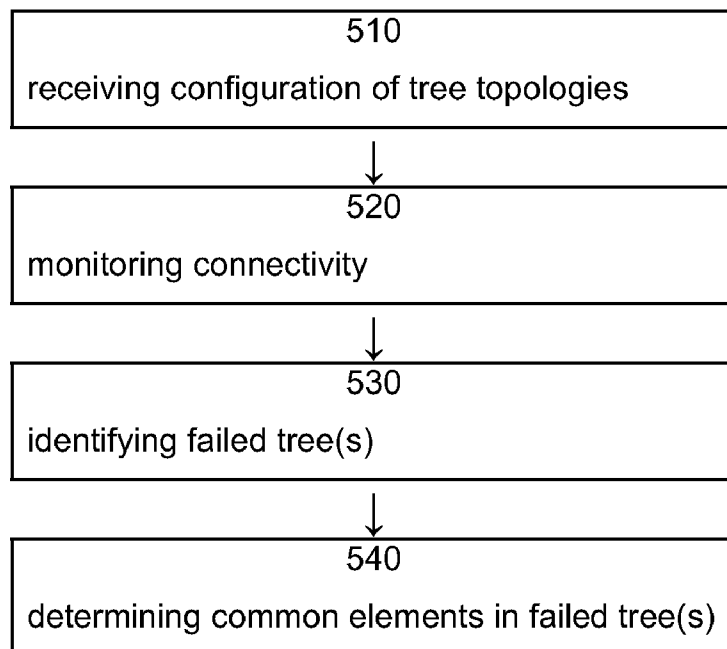 510
receiving configuration of tree topologies
520
monitoring connectivity
530
identifying failed tree(s)
540
determining common elements in failed tree(s)